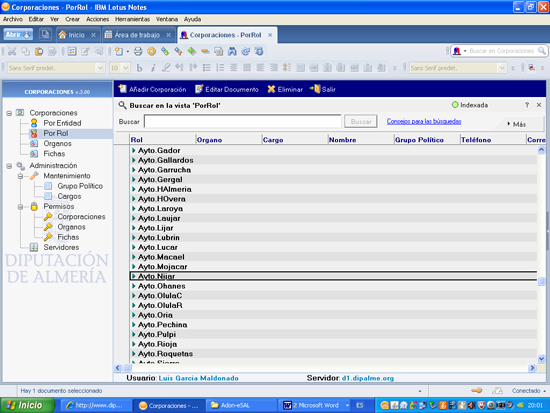 Corporaciones - PorRol - IBM Lotus Notes
Archivo Editar Ver Crear Acciones Herramientas Ventana Ayuda
Abrir Inicio Área de trabajo Corporaciones - PorRol
Buscar en Corporaciones
Sans Serif predet... 10 Sans Serif predet...
CORPORACIONES v.3.00
Añadir Corporación Editar Documento Eliminar Salir
Buscar en la vista 'PorRol' Indexada ? ×
Buscar Buscar Consejos para las búsquedas Más
Corporaciones
Por Entidad
Por Rol
Organos
Fichas
Administración
Mantenimiento
Grupo Político
Cargos
Permisos
Corporaciones
Organos
Fichas
Servidores
DIPUTACIÓN
DE ALMERÍA
Rol Organo Cargo Nombre Grupo Político Teléfono Corre
Ayto.Gador
Ayto.Gallardos
Ayto.Garrucha
Ayto.Gergal
Ayto.HAlmeria
Ayto.HOvera
Ayto.Laroya
Ayto.Laujar
Ayto.Lijar
Ayto.Lubrin
Ayto.Lucar
Ayto.Macael
Ayto.Mojacar
Ayto.Nijar
Ayto.Ohanes
Ayto.OlulaC
Ayto.OlulaR
Ayto.Oria
Ayto.Pechina
Ayto.Pulpi
Ayto.Rioja
Ayto.Roquetas
Ayto.Sierro
Usuario: Luis García Maldonado Servidor: d1.dipalme.org
Hay 1 documento seleccionado Conectado
Inicio http://www.dip... Corporaciones - ... Adon-eSAL 2 Microsoft Word ES 20:01